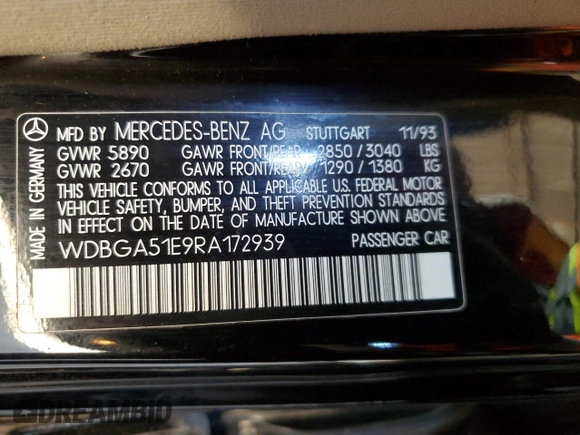 MADE IN GERMANY
MFD BY MERCEDES-BENZ AG STUTTGART 11/93
GVWR 5890 GAWR FRONT/REAR 2850 / 3040 LBS
GVWR 2670 GAWR FRONT/REAR 1290 / 1380 KG
THIS VEHICLE CONFORMS TO ALL APPLICABLE U.S. FEDERAL MOTOR
VEHICLE SAFETY, BUMPER, AND THEFT PREVENTION STANDARDS
IN EFFECT ON THE DATE OF MANUFACTURE SHOWN ABOVE.
WDBGA51E9RA172939 PASSENGER CAR
DREAMBID